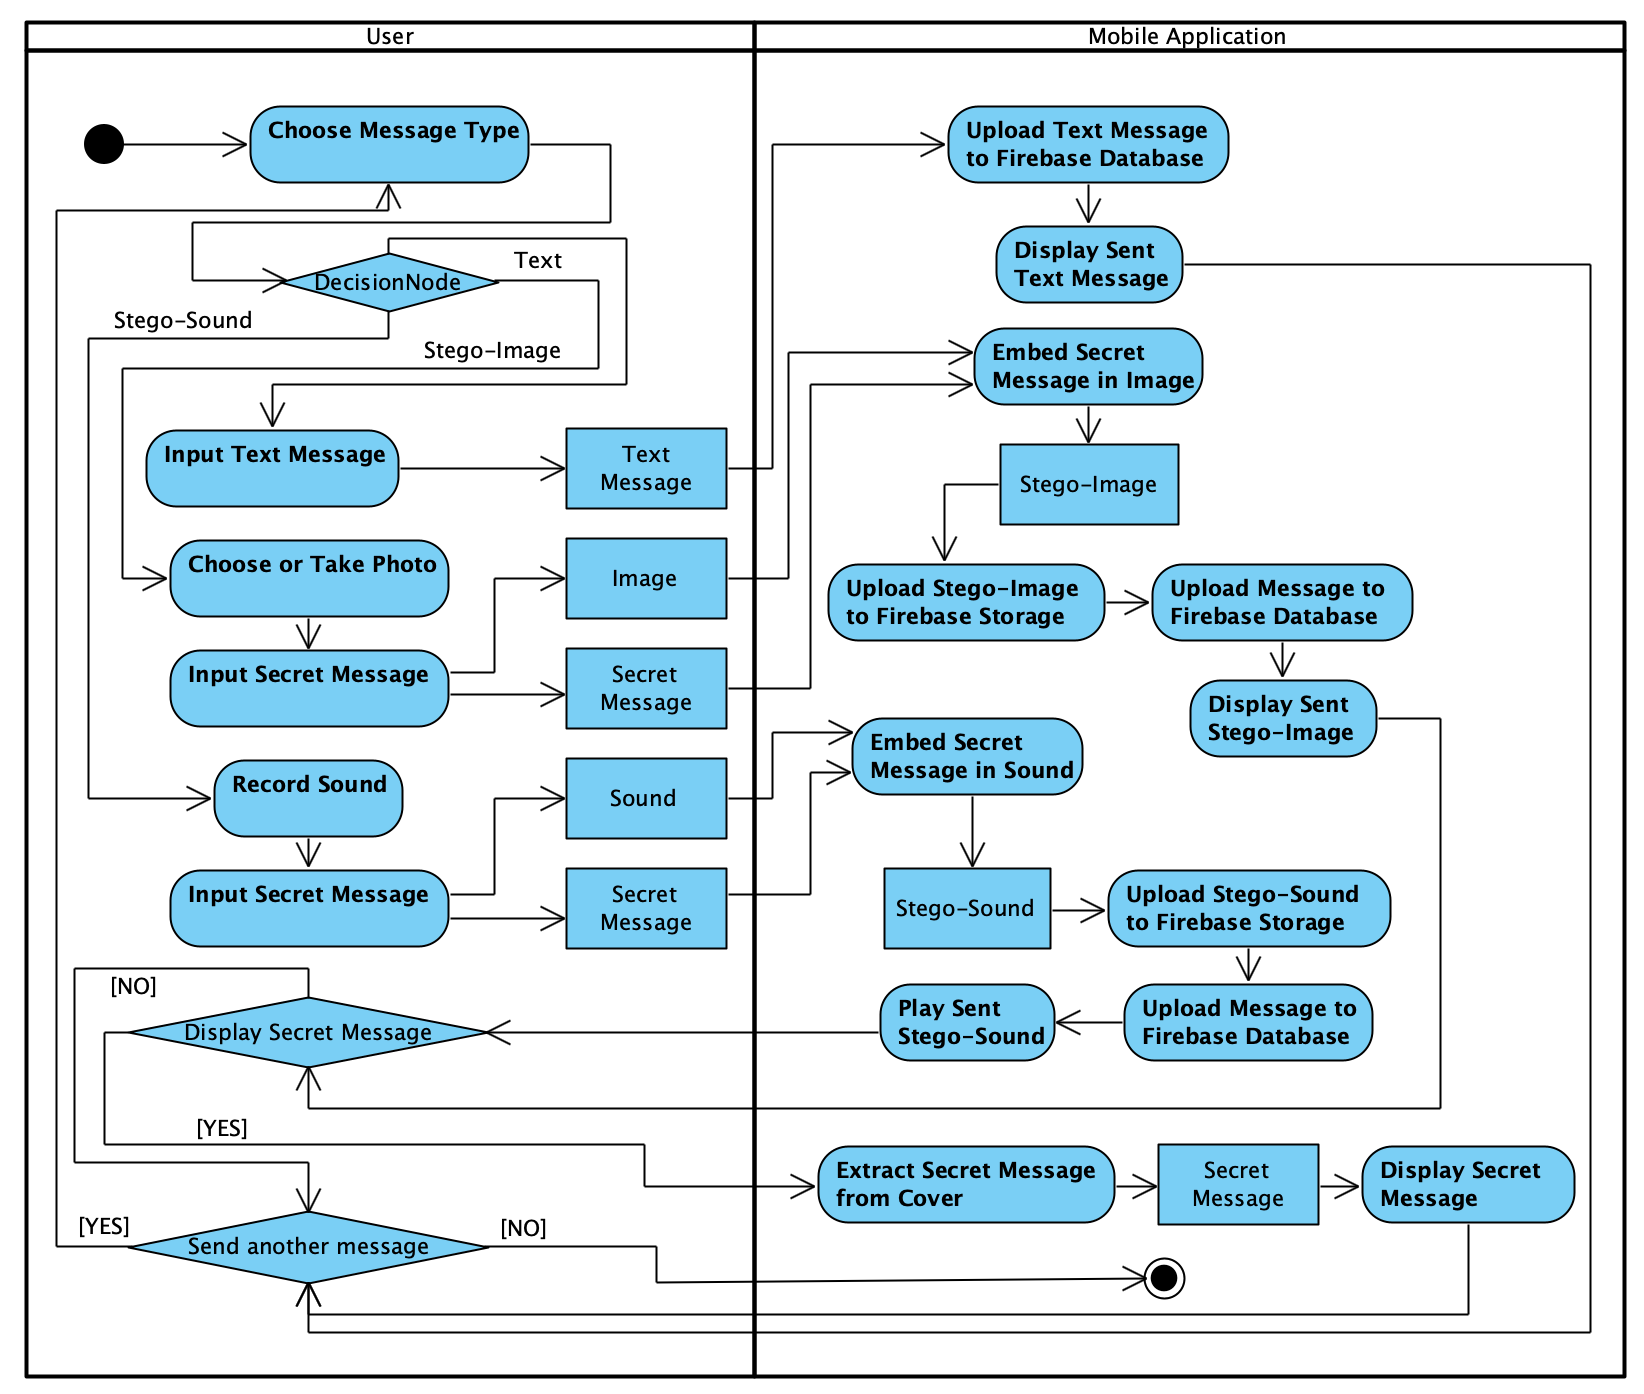 User
Mobile Application
Choose Message Type
DecisionNode
Text
Stego-Sound
Stego-Image
Input Text Message
Text
Message
Choose or Take Photo
Image
Input Secret Message
Secret
Message
Record Sound
Sound
Input Secret Message
Secret
Message
[NO]
Display Secret Message
[YES]
[YES]
Send another message
[NO]
Upload Text Message
to Firebase Database
Display Sent
Text Message
Embed Secret
Message in Image
Stego-Image
Upload Stego-Image
to Firebase Storage
Upload Message to
Firebase Database
Display Sent
Stego-Image
Embed Secret
Message in Sound
Stego-Sound
Upload Stego-Sound
to Firebase Storage
Upload Message to
Firebase Database
Play Sent
Stego-Sound
Extract Secret Message
from Cover
Secret
Message
Display Secret
Message